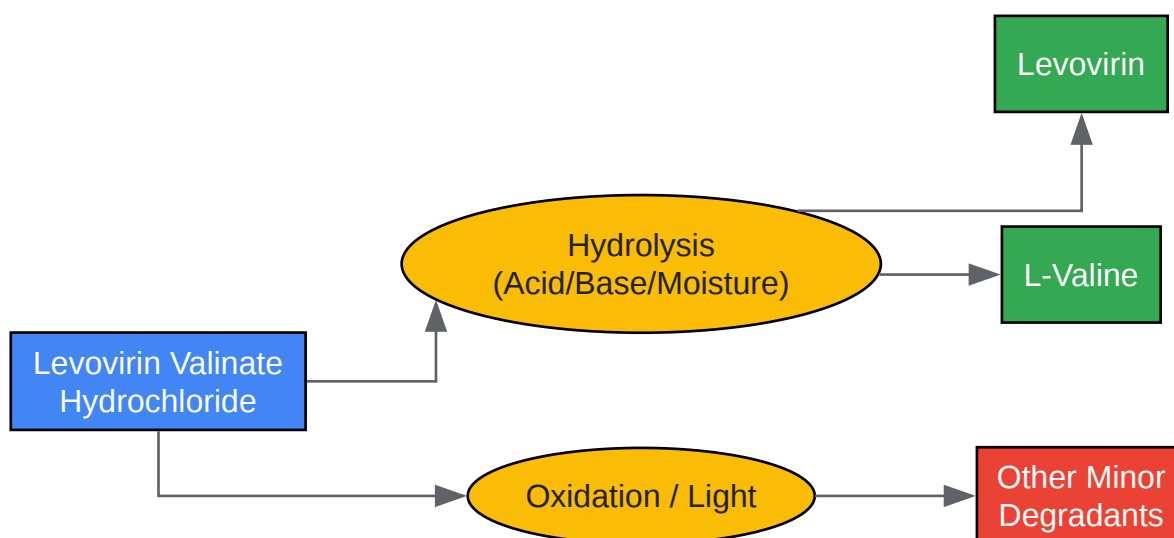 Levovirin
Hydrolysis
(Acid/Base/Moisture)
L-Valine
Levovirin Valinate
Hydrochloride
Oxidation / Light
Other Minor
Degradants